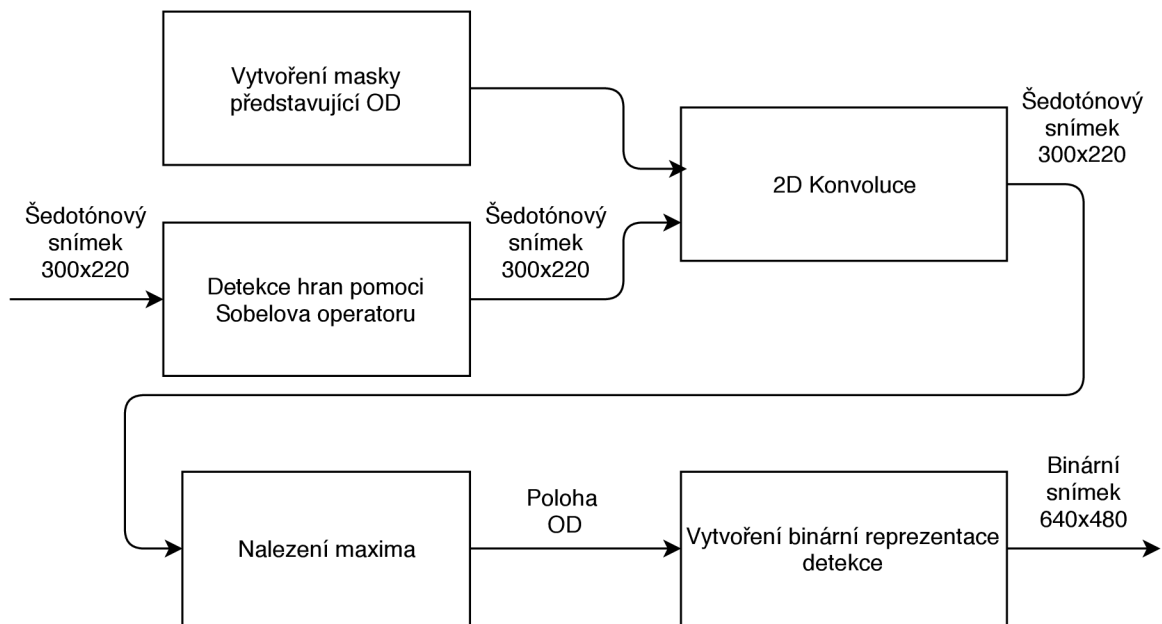 Vytvoření masky
představující OD
Šedotónový
snímek
300x220
2D Konvoluce
Šedotónový
snímek
300x220
Detekce hran pomoci
Sobelova operatoru
Šedotónový
snímek
300x220
Nalezení maxima
Poloha
OD
Vytvoření binární reprezentace
detekce
Binární
snímek
640x480